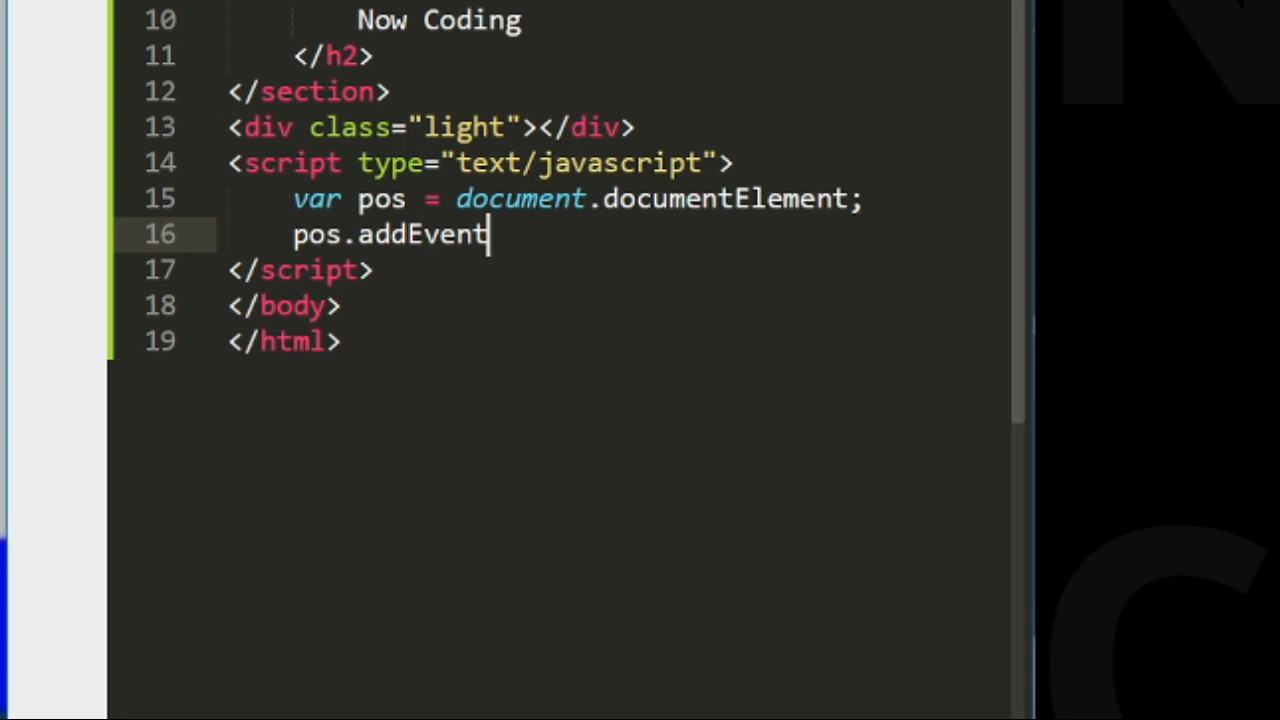 10 Now Coding
11 </h2>
12 </section>
13 <div class="light"></div>
14 <script type="text/javascript">
15 var pos = document.documentElement;
16 pos.addEvent
17 </script>
18 </body>
19 </html>